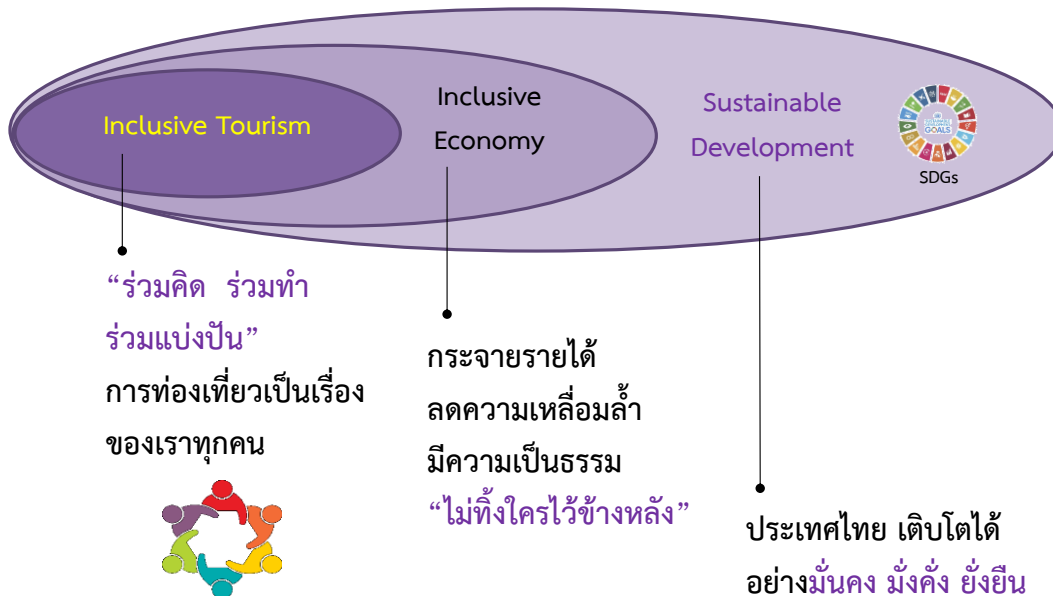 Inclusive Tourism
Inclusive
Economy
Sustainable
Development
SUSTAINABLE
DEVELOPMENT
GOALS
SDGs
“ร่วมคิด ร่วมทำ
ร่วมแบ่งปัน”
การท่องเที่ยวเป็นเรื่อง
ของเราทุกคน
กระจายรายได้
ลดความเหลื่อมล้ำ
มีความเป็นธรรม
“ไม่ทิ้งใครไว้ข้างหลัง”
ประเทศไทย เติบโตได้
อย่างมั่นคง มั่งคั่ง ยั่งยืน